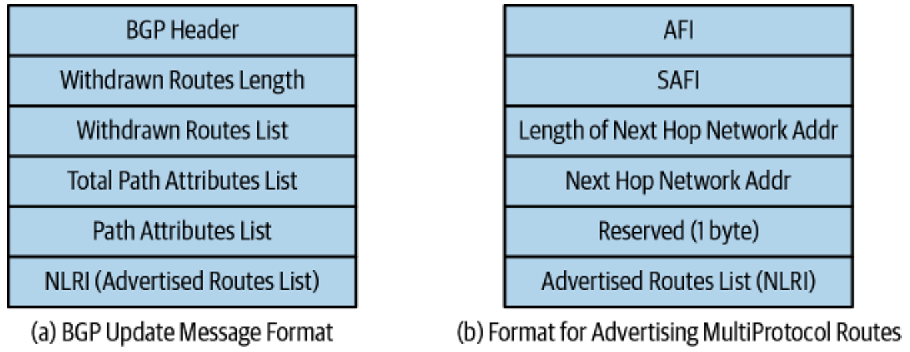 BGP Header
Withdrawn Routes Length
Withdrawn Routes List
Total Path Attributes List
Path Attributes List
NLRI (Advertised Routes List)
(a) BGP Update Message Format
AFI
SAFI
Length of Next Hop Network Addr
Next Hop Network Addr
Reserved (1 byte)
Advertised Routes List (NLRI)
(b) Format for Advertising MultiProtocol Routes